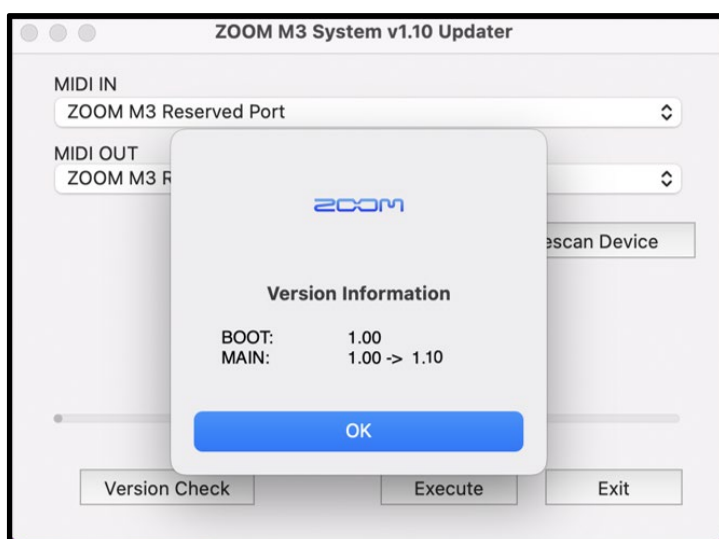 ZOOM M3 System v1.10 Updater
MIDI IN
ZOOM M3 Reserved Port
MIDI OUT
ZOOM M3 R
zoom
escan Device
Version Information
BOOT: 1.00
MAIN: 1.00 -> 1.10
OK
Version Check
Execute
Exit